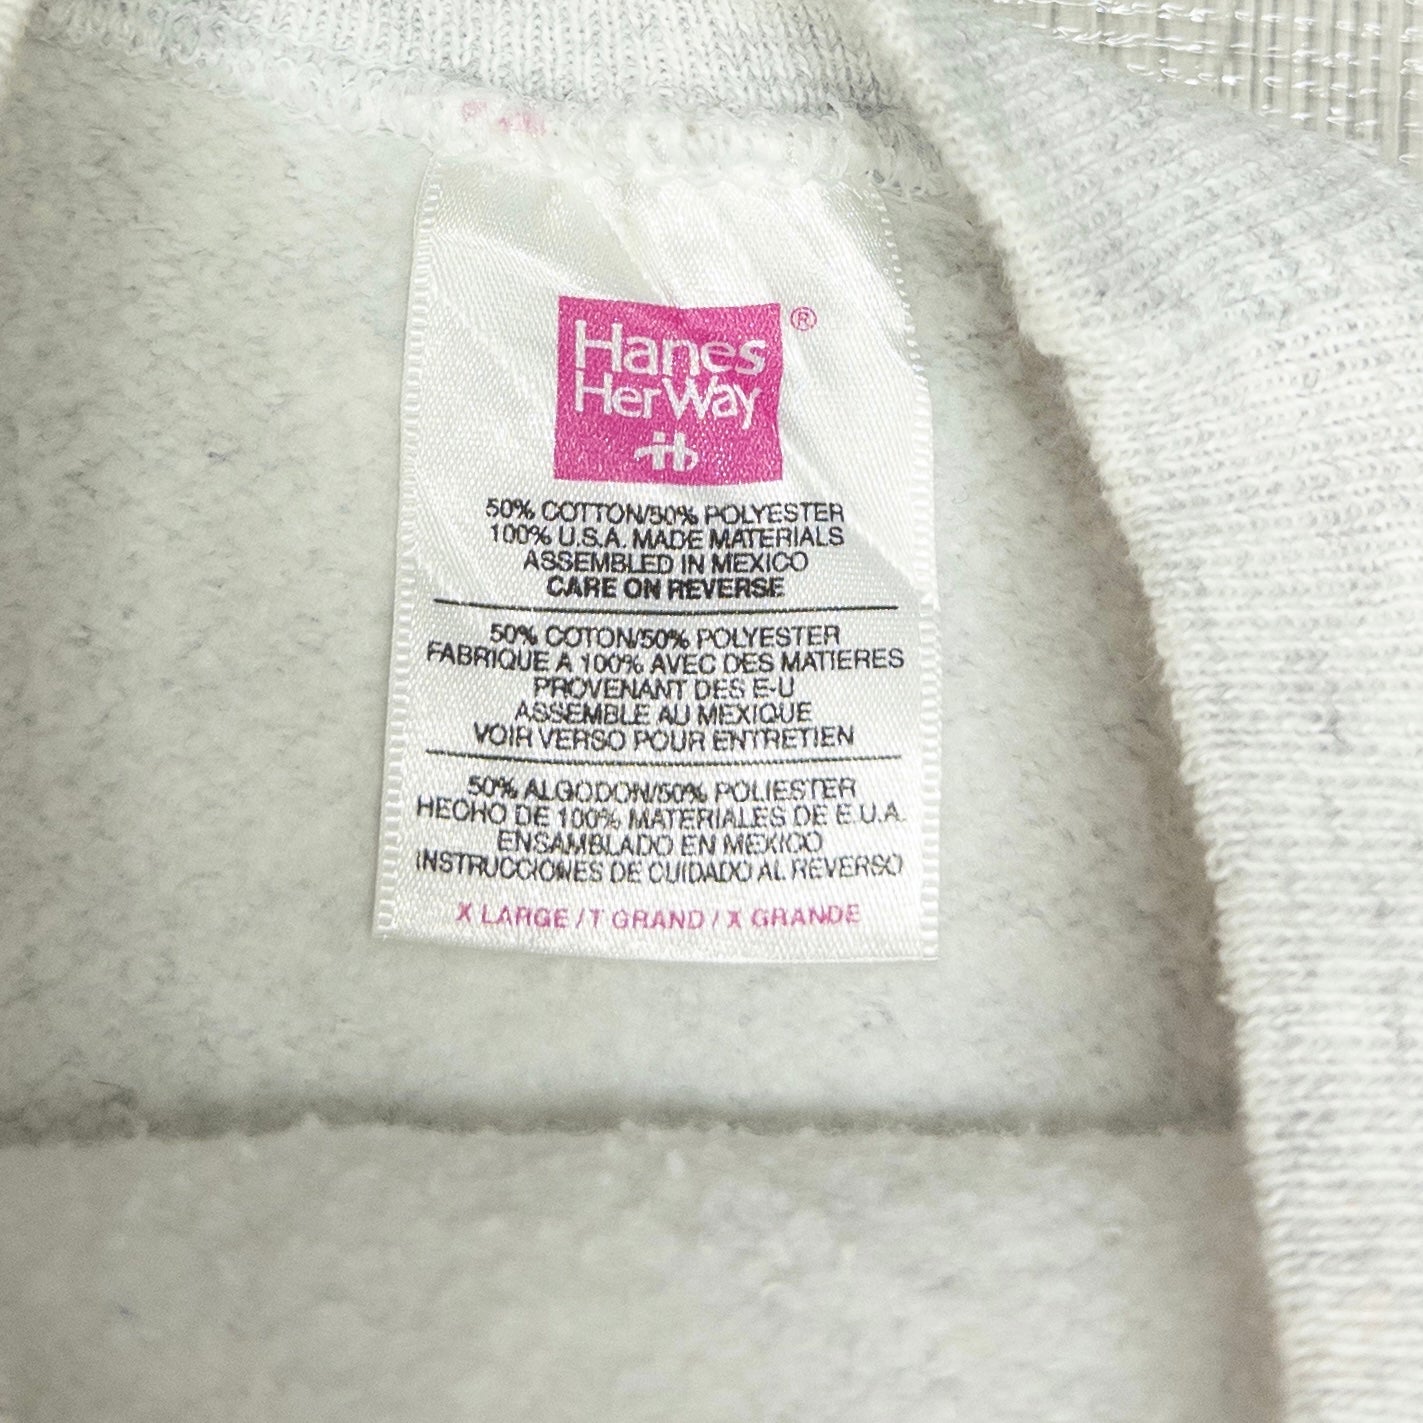 Hanes ®
HerWay
50% COTTON/50% POLYESTER
100% U.S.A. MADE MATERIALS
ASSEMBLED IN MEXICO
CARE ON REVERSE
50% COTON/50% POLYESTER
FABRIQUE A 100% AVEC DES MATIERES
PROVENANT DES E-U
ASSEMBLE AU MEXIQUE
VOIR VERSO POUR ENTRETIEN
50% ALGODON/50% POLIESTER
HECHO DE 100% MATERIALES DE E.U.A.
ENSAMBLADO EN MEXICO
INSTRUCCIONES DE CUIDADO AL REVERSO
X LARGE / T GRAND / X GRANDE